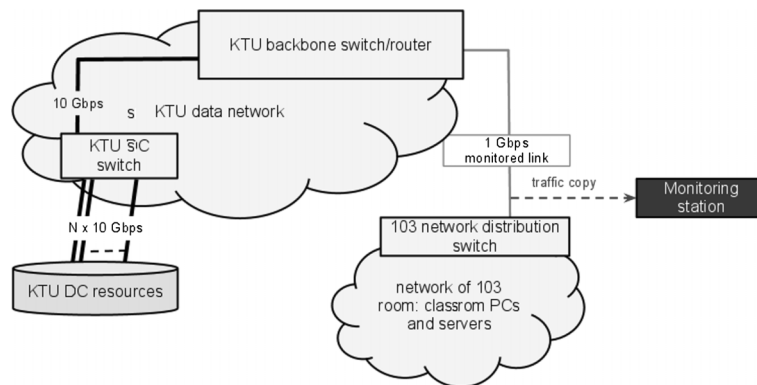 KTU backbone switch/router
10 Gbps
s
KTU data network
KTU
switch
1 Gbps
monitored link
traffic copy
Monitoring
station
N x 10 Gbps
103 network distribution
switch
KTU DC resources
network of 103
room: classrom PCs
and servers